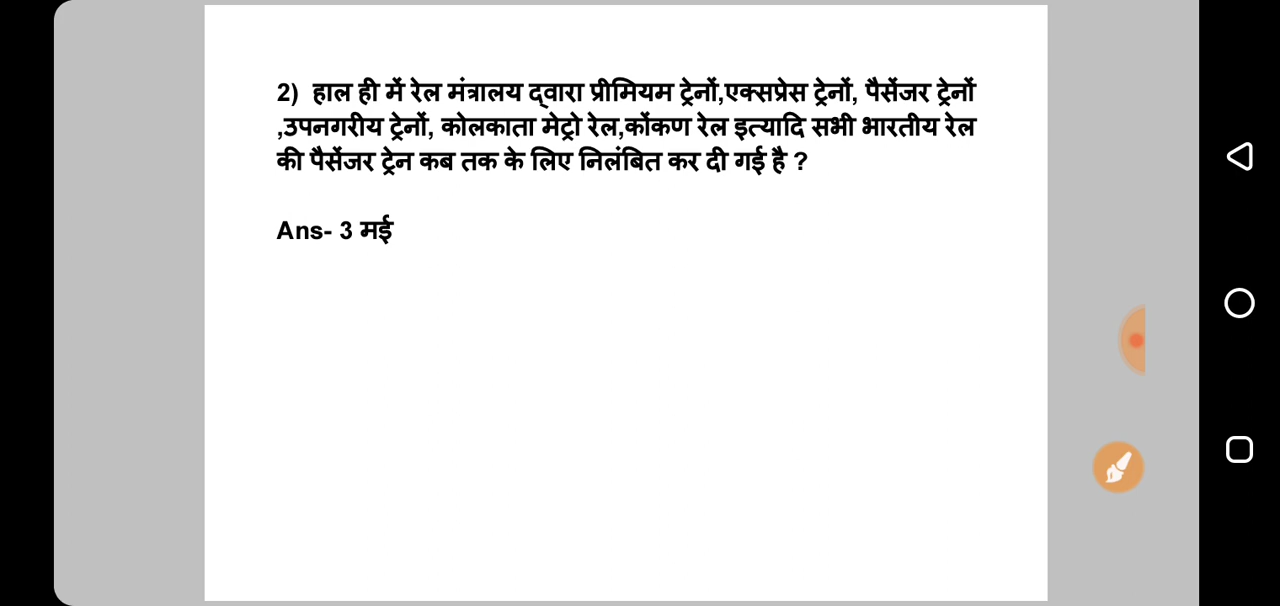 2) हाल ही में रेल मंत्रालय द्वारा प्रीमियम ट्रेनों,एक्सप्रेस ट्रेनों, पैसेंजर ट्रेनों
,उपनगरीय ट्रेनों, कोलकाता मेट्रो रेल,कोंकण रेल इत्यादि सभी भारतीय रेल
की पैसेंजर ट्रेन कब तक के लिए निलंबित कर दी गई है ?
Ans- 3 मई